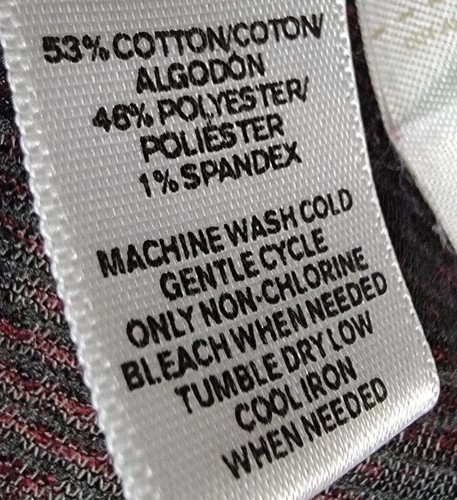 53% COTTON/COTON/
ALGODÓN
46% POLYESTER/
POLIÉSTER
1% SPANDEX
MACHINE WASH COLD
GENTLE CYCLE
ONLY NON-CHLORINE
BLEACH WHEN NEEDED
TUMBLE DRY LOW
COOL IRON
WHEN NEEDED